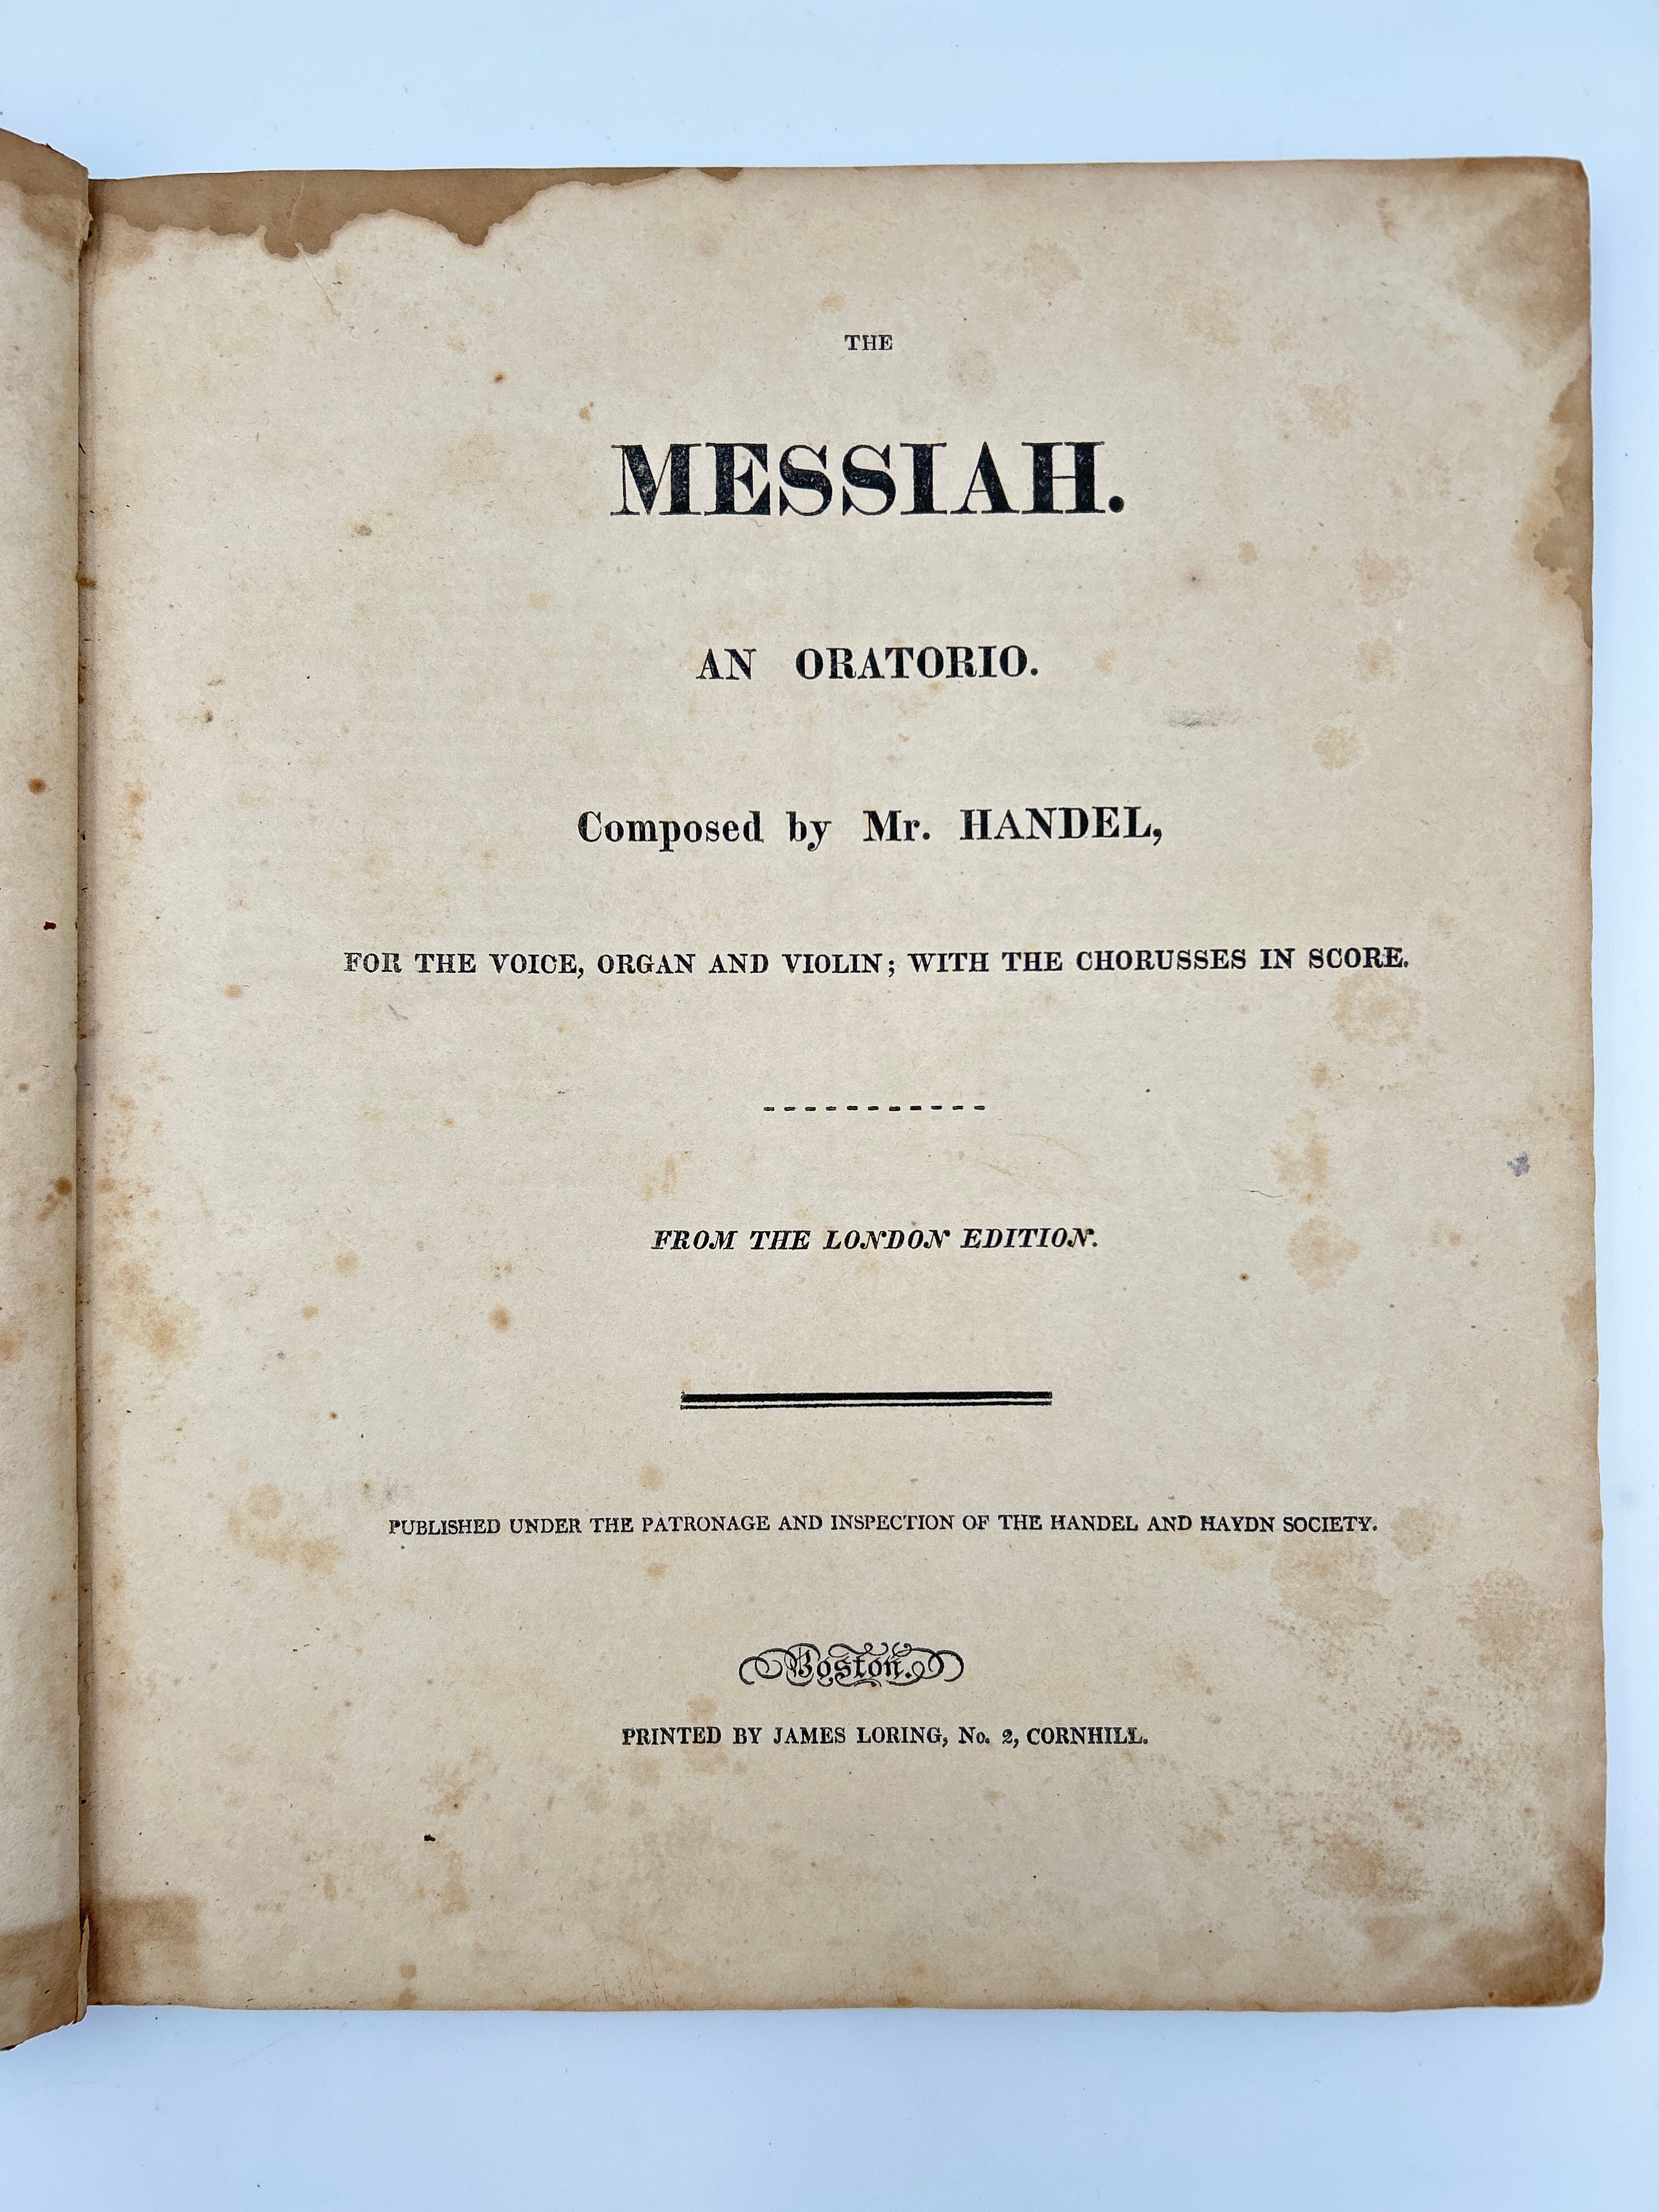 THE
MESSIAH.
AN ORATORIO.
Composed by Mr. HANDEL,
FOR THE VOICE, ORGAN AND VIOLIN; WITH THE CHORUSSES IN SCORE.
FROM THE LONDON EDITION.
PUBLISHED UNDER THE PATRONAGE AND INSPECTION OF THE HANDEL AND HAYDN SOCIETY.
Boston.
PRINTED BY JAMES LORING, No. 2, CORNHILL.